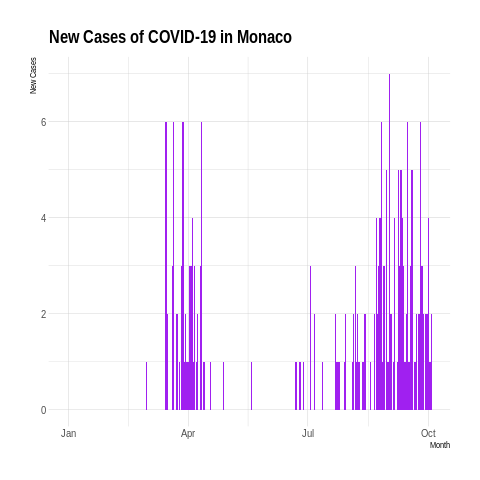 New Cases of COVID-19 in Monaco
New Cases
6
4
2
0
Jan Apr Jul Oct
Month